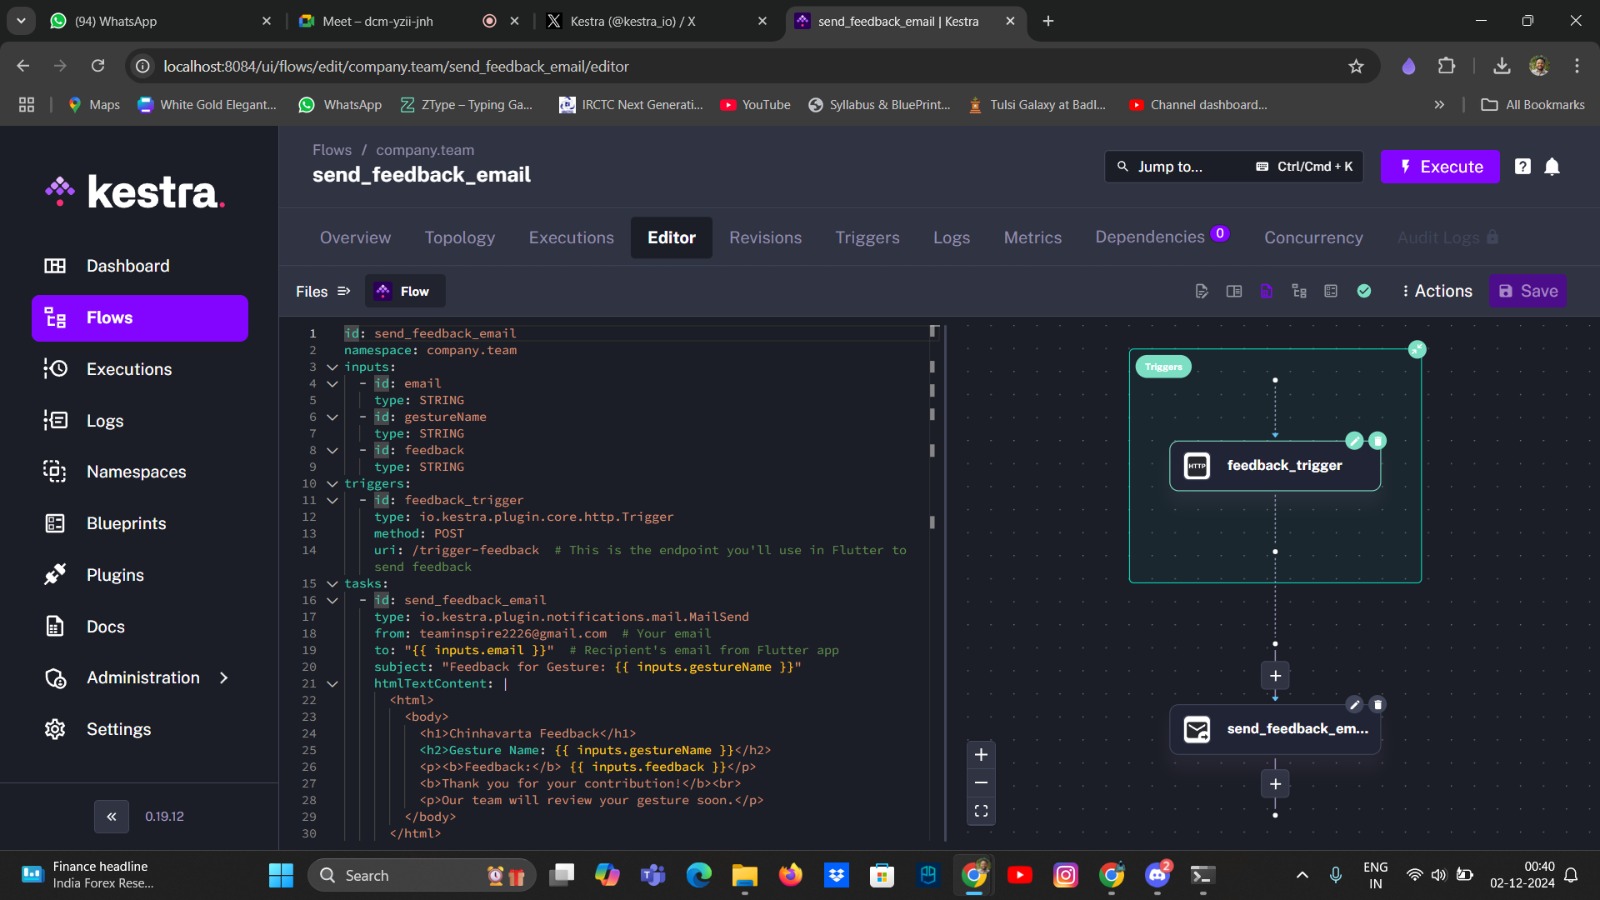 (94) WhatsApp
Meet – dcm-yzii-jnh
Kestra (@kestra_io) / X
send_feedback_email | Kestra
localhost:8084/ui/flows/edit/company.team/send_feedback_email/editor
Maps
White Gold Elegant...
WhatsApp
ZType – Typing Ga...
IRCTC Next Generati...
YouTube
Syllabus & BluePrint...
Tulsi Galaxy at Badl...
Channel dashboard...
»
All Bookmarks
kestra.
Dashboard
Flows
Executions
Logs
Namespaces
Blueprints
Plugins
Docs
Administration
Settings
«
0.19.12
Flows / company.team
send_feedback_email
Jump to... Ctrl/Cmd + K
Execute
Overview Topology Executions Editor Revisions Triggers Logs Metrics Dependencies 0 Concurrency Audit Logs
Files Flow
Actions Save
1 id: send_feedback_email
2 namespace: company.team
3 inputs:
4 - id: email
5 type: STRING
6 - id: gestureName
7 type: STRING
8 - id: feedback
9 type: STRING
10 triggers:
11 - id: feedback_trigger
12 type: io.kestra.plugin.core.http.Trigger
13 method: POST
14 uri: /trigger-feedback # This is the endpoint you'll use in Flutter to
send feedback
15 tasks:
16 - id: send_feedback_email
17 type: io.kestra.plugin.notifications.mail.MailSend
18 from: teaminspire2226@gmail.com # Your email
19 to: "{{ inputs.email }}" # Recipient's email from Flutter app
20 subject: "Feedback for Gesture: {{ inputs.gestureName }}"
21 htmlTextContent: |
22 <html>
23 <body>
24 <h1>Chinhavarta Feedback</h1>
25 <h2>Gesture Name: {{ inputs.gestureName }}</h2>
26 <p><b>Feedback:</b> {{ inputs.feedback }}</p>
27 <b>Thank you for your contribution!</b><br>
28 <p>Our team will review your gesture soon.</p>
29 </body>
30 </html>
Triggers
HTTP feedback_trigger
send_feedback_em...
Finance headline
India Forex Rese...
Search
2
ENG
IN
00:40
02-12-2024